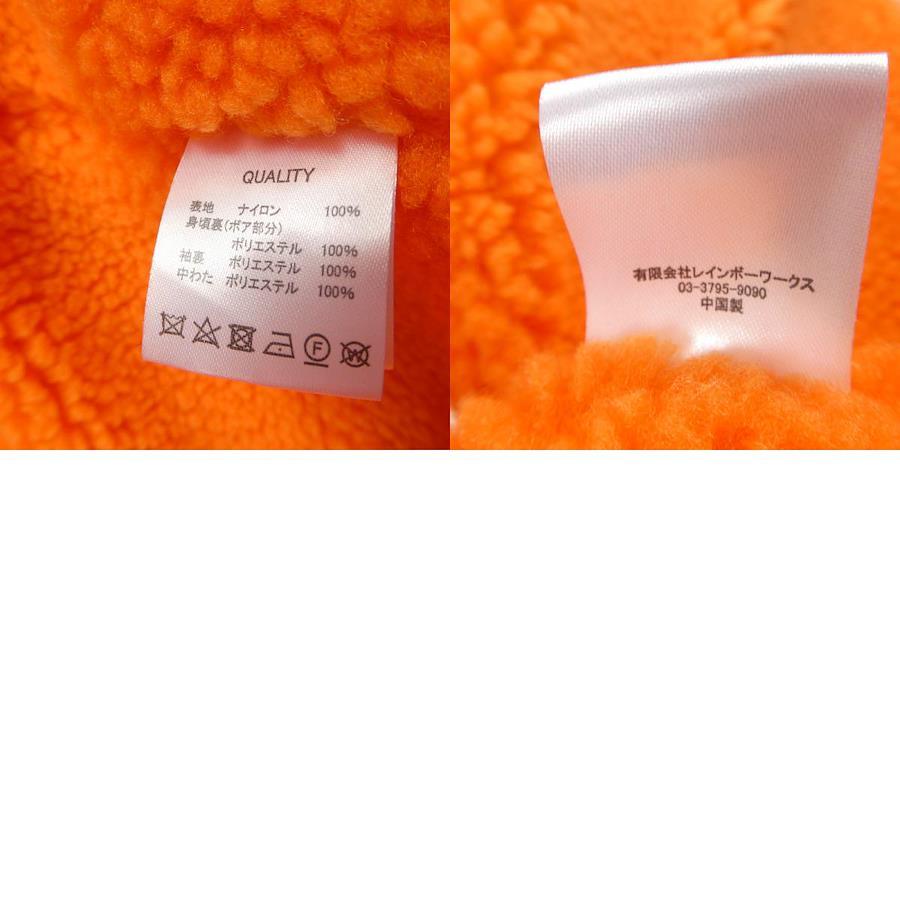 QUALITY
表地 ナイロン 100%
身頃裏(ボア部分)
ポリエステル 100%
袖裏 ポリエステル 100%
中わた ポリエステル 100%
F
W
有限会社レインボーワークス
03-3795-9090
中国製